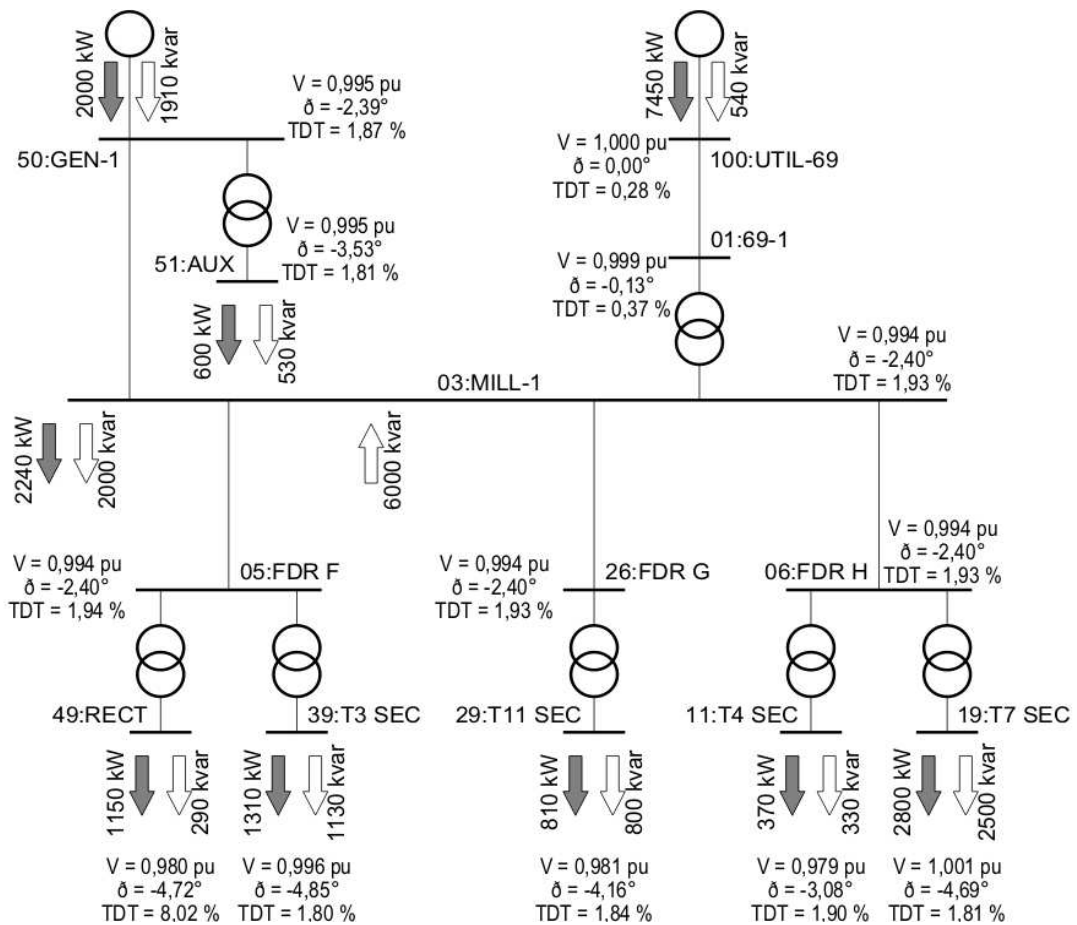 2000 kW
1910 kvar
V = 0,995 pu
ð = -2,39°
TDT = 1,87 %
50:GEN-1
7450 kW
540 kvar
V = 1,000 pu
ð = 0,00°
TDT = 0,28 %
100:UTIL-69
V = 0,995 pu
ð = -3,53°
TDT = 1,81 %
51:AUX
600 kW
530 kvar
01:69-1
V = 0,999 pu
ð = -0,13°
TDT = 0,37 %
03:MILL-1
V = 0,994 pu
ð = -2,40°
TDT = 1,93 %
2240 kW
2000 kvar
6000 kvar
V = 0,994 pu
ð = -2,40°
TDT = 1,94 %
05:FDR F
V = 0,994 pu
ð = -2,40°
TDT = 1,93 %
26:FDR G
06:FDR H
V = 0,994 pu
ð = -2,40°
TDT = 1,93 %
49:RECT
39:T3 SEC
29:T11 SEC
11:T4 SEC
19:T7 SEC
1150 kW
290 kvar
1310 kW
1130 kvar
810 kW
800 kvar
370 kW
330 kvar
2800 kW
2500 kvar
V = 0,980 pu
ð = -4,72°
TDT = 8,02 %
V = 0,996 pu
ð = -4,85°
TDT = 1,80 %
V = 0,981 pu
ð = -4,16°
TDT = 1,84 %
V = 0,979 pu
ð = -3,08°
TDT = 1,90 %
V = 1,001 pu
ð = -4,69°
TDT = 1,81 %